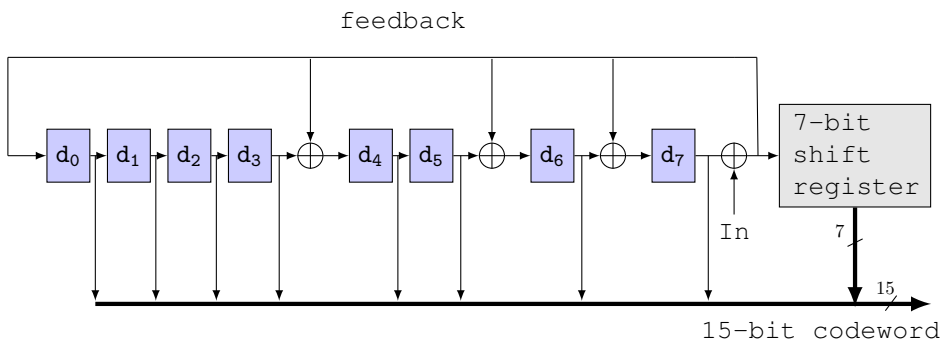 feedback
d₀ d₁ d₂ d₃ d₄ d₅ d₆ d₇
7-bit
shift
register
In
7
15
15-bit codeword